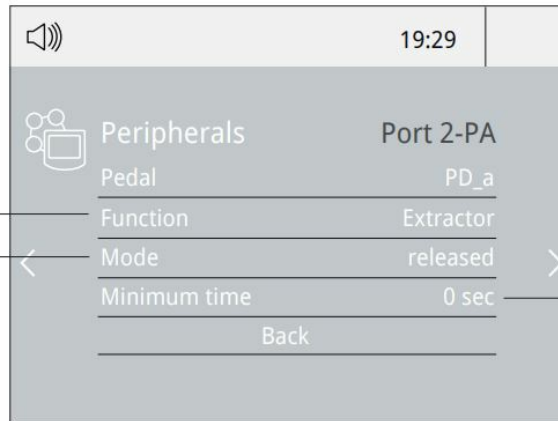 19:29
Peripherals Port 2-PA
Pedal PD_a
Function Extractor
Mode released
Minimum time 0 sec
Back